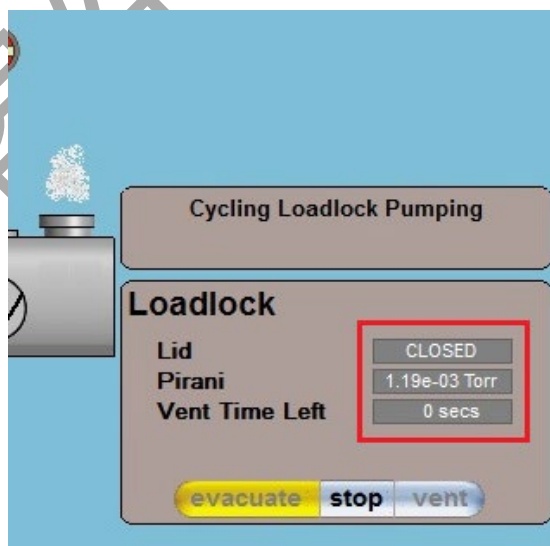 Cycling Loadlock Pumping
Loadlock
Lid CLOSED
Pirani 1.19e-03 Torr
Vent Time Left 0 secs
evacuate stop vent